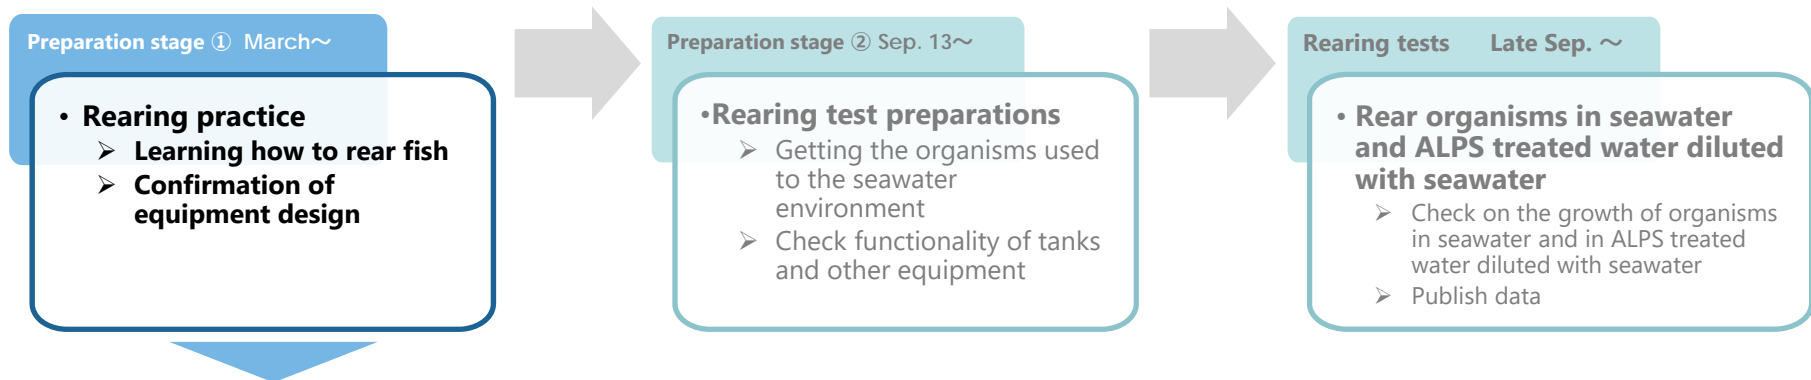 Preparation stage ① March～
• Rearing practice
➢ Learning how to rear fish
➢ Confirmation of
equipment design
Preparation stage ② Sep. 13～
•Rearing test preparations
➢ Getting the organisms used
to the seawater
environment
➢ Check functionality of tanks
and other equipment
Rearing tests Late Sep. ～
• Rear organisms in seawater
and ALPS treated water diluted
with seawater
➢ Check on the growth of organisms
in seawater and in ALPS treated
water diluted with seawater
➢ Publish data